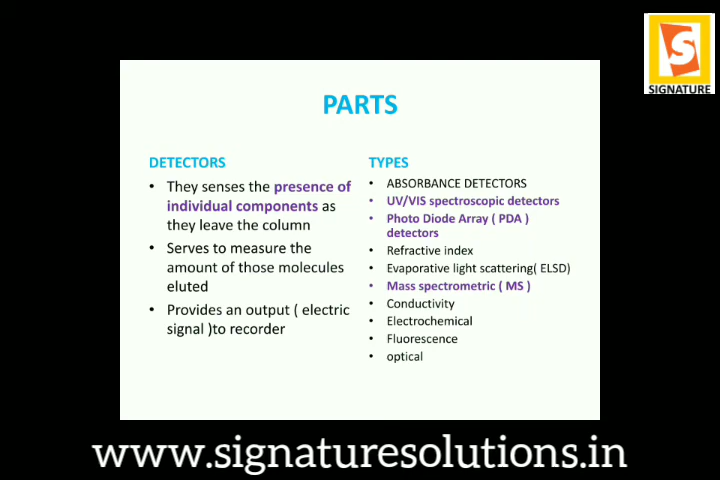 SIGNATURE
PARTS
DETECTORS
• They senses the presence of
individual components as
they leave the column
• Serves to measure the
amount of those molecules
eluted
• Provides an output ( electric
signal )to recorder
TYPES
• ABSORBANCE DETECTORS
• UV/VIS spectroscopic detectors
• Photo Diode Array ( PDA )
detectors
• Refractive index
• Evaporative light scattering( ELSD)
• Mass spectrometric ( MS )
• Conductivity
• Electrochemical
• Fluorescence
• optical
www.signaturesolutions.in